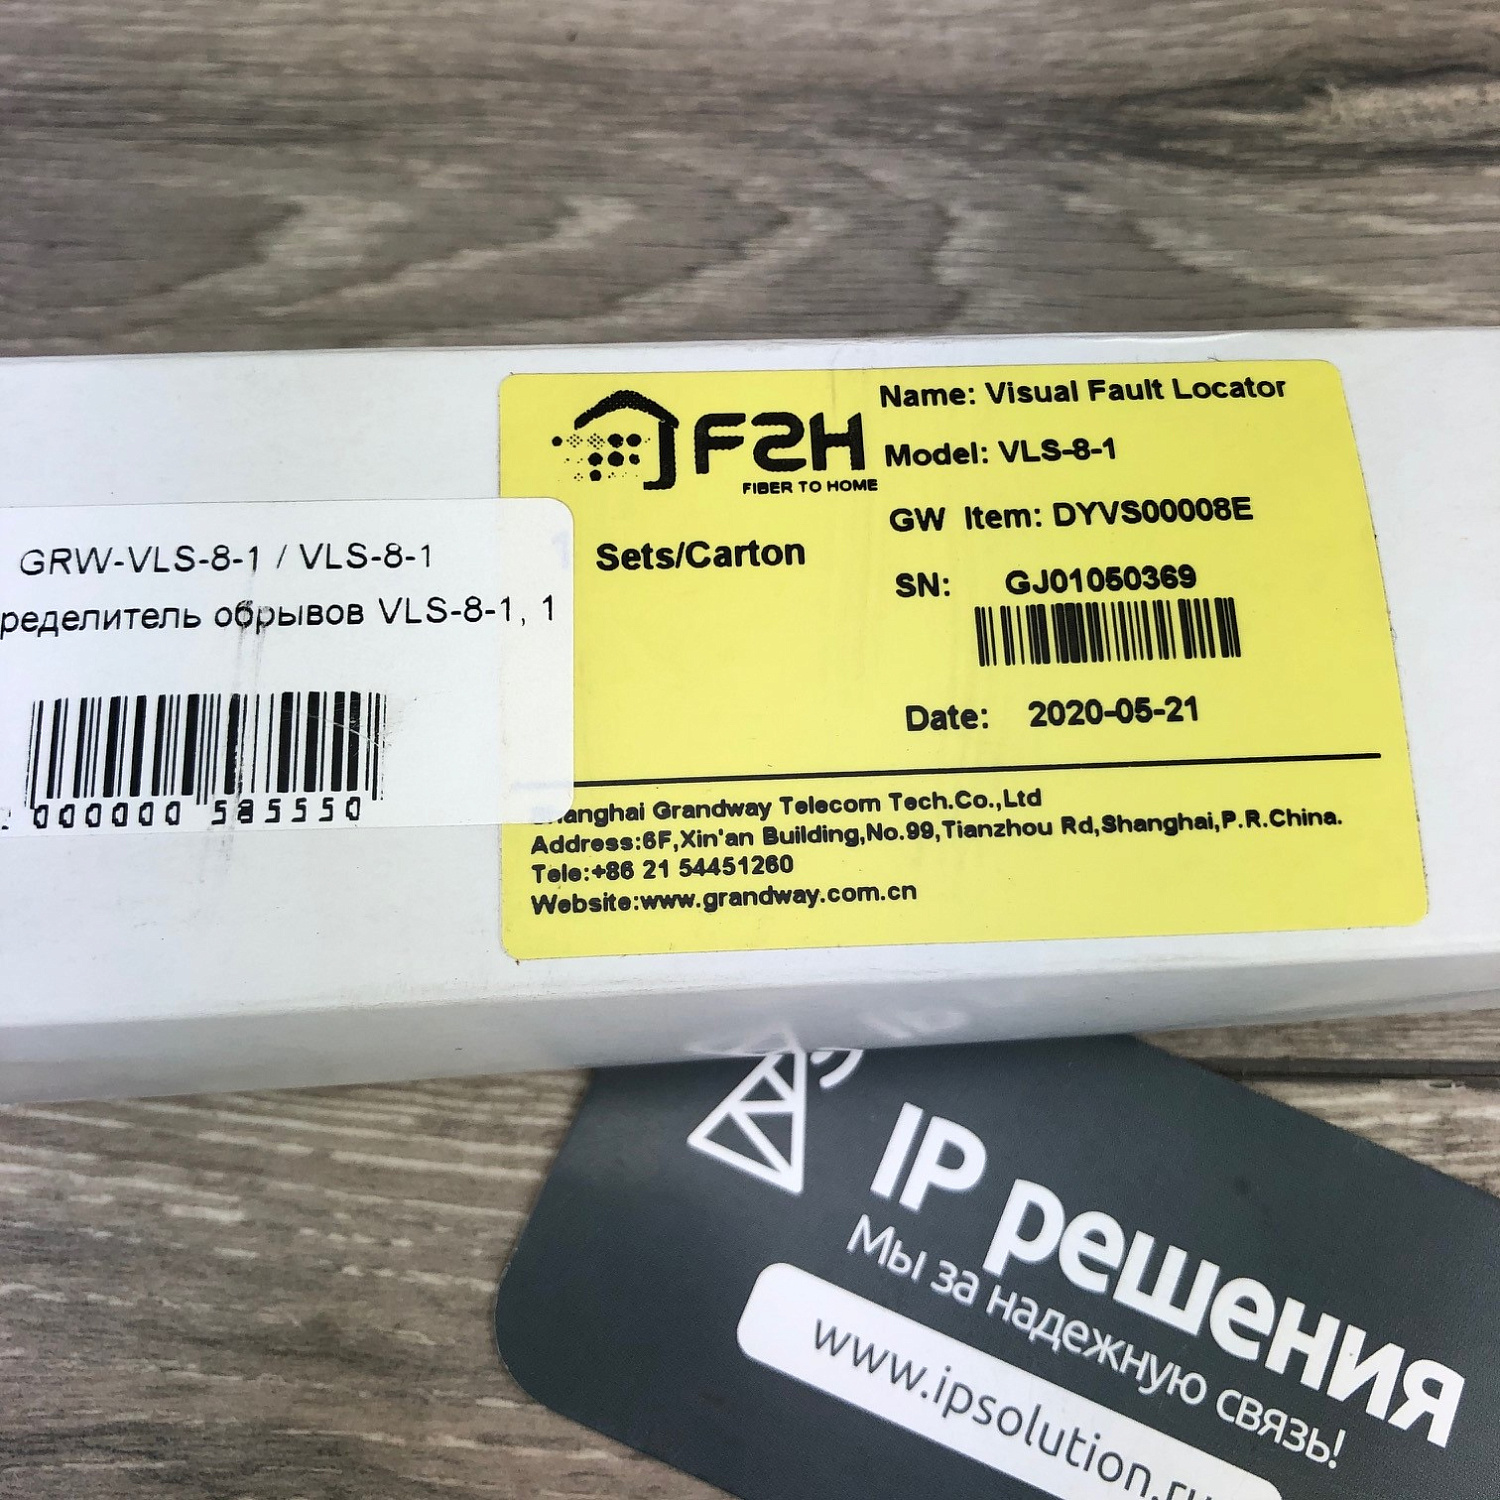 F2H
FIBER TO HOME
Name: Visual Fault Locator
Model: VLS-8-1
GW Item: DYVS00008E
1 Sets/Carton
SN: GJ01050369
Date: 2020-05-21
Shanghai Grandway Telecom Tech.Co.,Ltd
Address:6F,Xin'an Building,No.99,Tianzhou Rd,Shanghai,P.R.China.
Tele:+86 21 54451260
Website:www.grandway.com.cn
GRW-VLS-8-1 / VLS-8-1
ределитель обрывов VLS-8-1, 1
000000 585550
IP решения
Мы за надежную связь!
www.ipsolution.ru